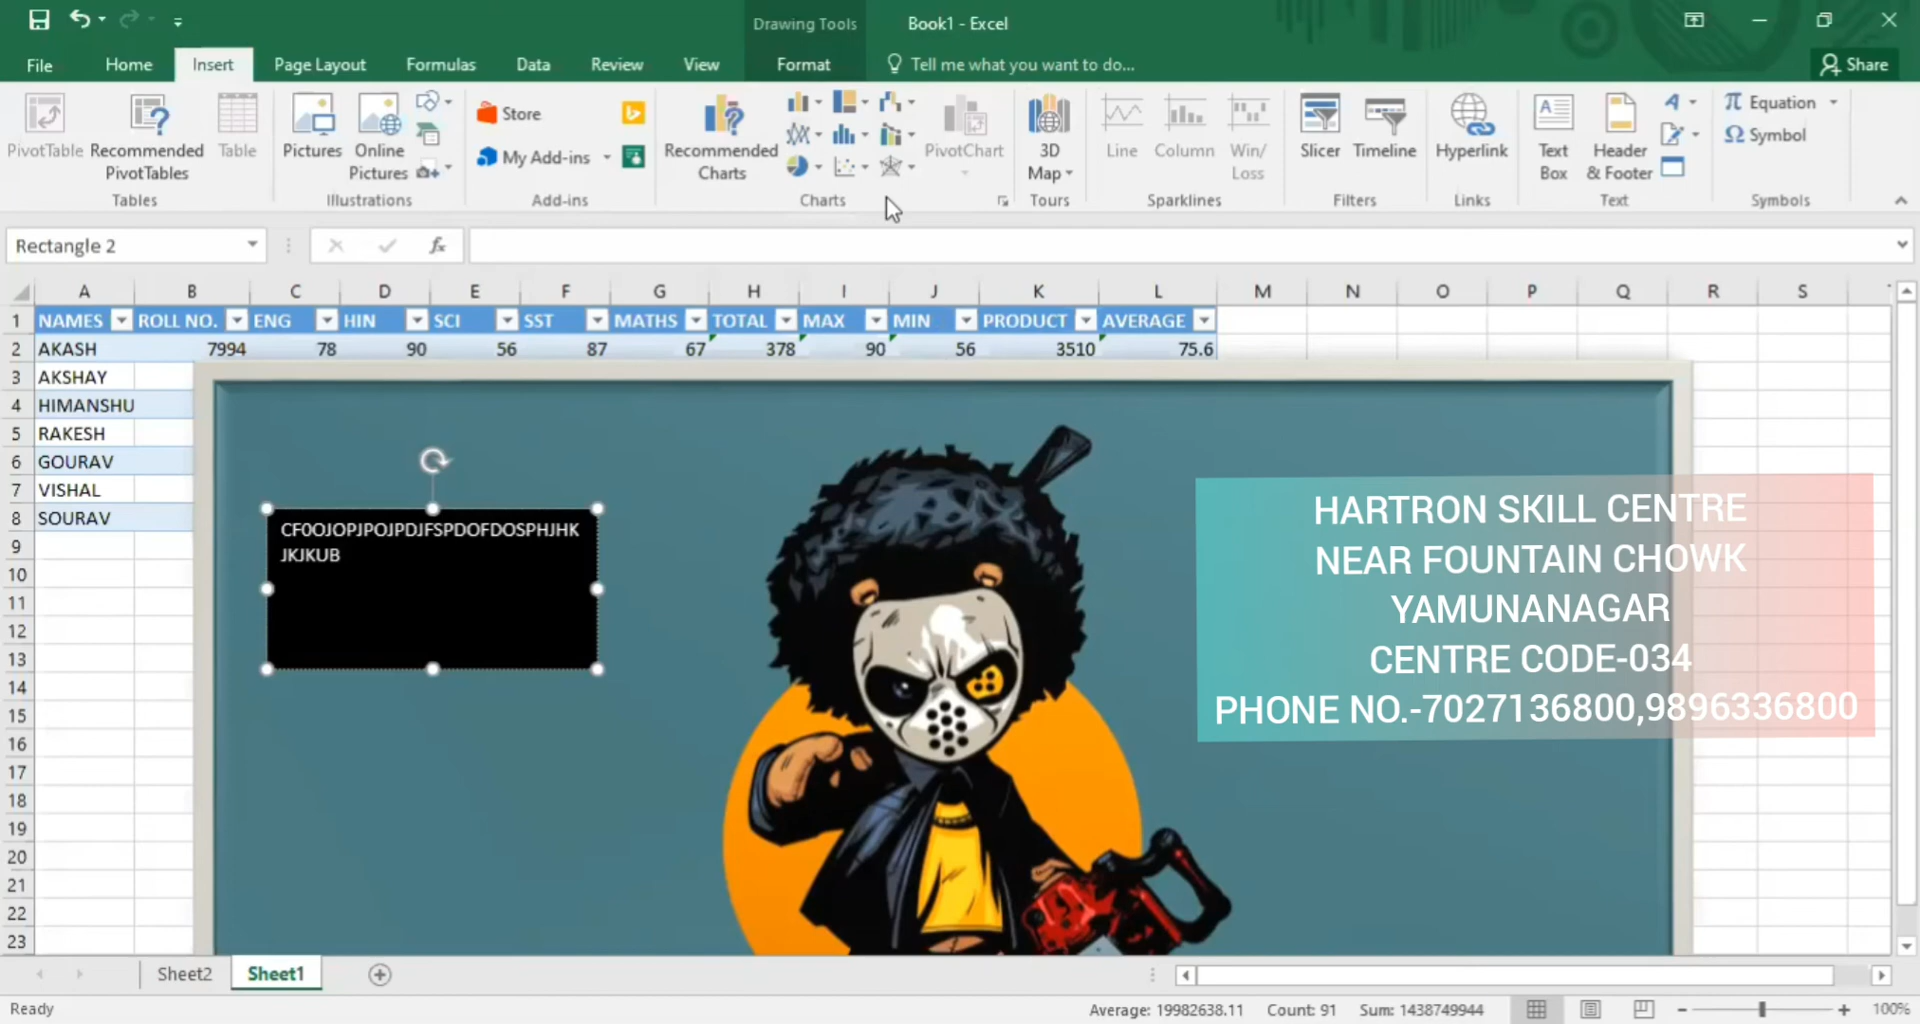 Drawing Tools
Book1 - Excel
File Home Insert Page Layout Formulas Data Review View Format Tell me what you want to do... Share
PivotTable
Recommended
PivotTables
Table
Tables
Pictures
Online
Pictures
Illustrations
Store
My Add-ins
Add-ins
Recommended
Charts
PivotChart
Charts
3D
Map
Tours
Line
Column
Win/
Loss
Sparklines
Slicer
Timeline
Filters
Hyperlink
Links
Text
Box
Header
& Footer
Text
π Equation
Ω Symbol
Symbols
Rectangle 2
fx
A B C D E F G H I J K L M N O P Q R S
1 NAMES ROLL NO. ENG HIN SCI SST MATHS TOTAL MAX MIN PRODUCT AVERAGE
2 AKASH 7994 78 90 56 87 67 378 90 56 3510 75.6
3 AKSHAY
4 HIMANSHU
5 RAKESH
6 GOURAV
7 VISHAL
8 SOURAV
9
10
11
12
13
14
15
16
17
18
19
20
21
22
23
CF0OJOPJPOJPDJFSPDOFDOSPHJHK
JKJKUB
HARTRON SKILL CENTRE
NEAR FOUNTAIN CHOWK
YAMUNANAGAR
CENTRE CODE-034
PHONE NO.-7027136800,9896336800
Sheet2 Sheet1
Ready
Average: 19982638.11 Count: 91 Sum: 1438749944
100%